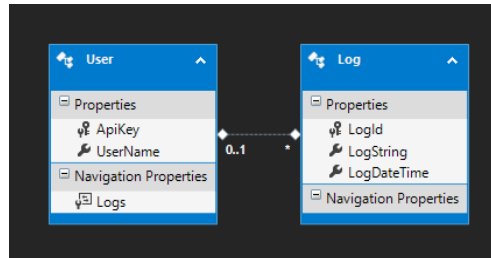 User
Properties
ApiKey
UserName
Navigation Properties
Logs
0..1
*
Log
Properties
LogId
LogString
LogDateTime
Navigation Properties